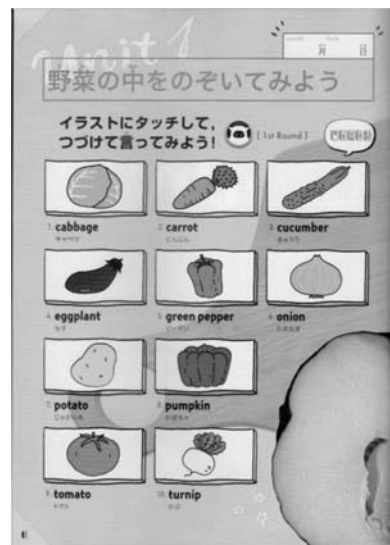 Unit 1
月 日
野菜の中をのぞいてみよう
イラストにタッチして,
つづけて言ってみよう!
[ 1st Round ]
1. cabbage
キャベツ
2. carrot
にんじん
3. cucumber
きゅうり
4. eggplant
なす
5. green pepper
ピーマン
6. onion
たまねぎ
7. potato
じゃがいも
8. pumpkin
かぼちゃ
9. tomato
トマト
10. turnip
かぶ